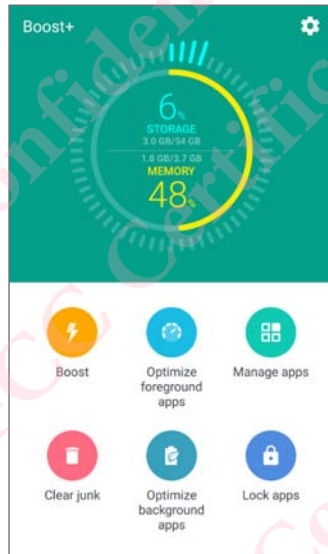 Boost+
6%
STORAGE
3.0 GB/54 GB
1.8 GB/3.7 GB
MEMORY
48%
Boost
Optimize
foreground
apps
Manage apps
Clear junk
Optimize
background
apps
Lock apps